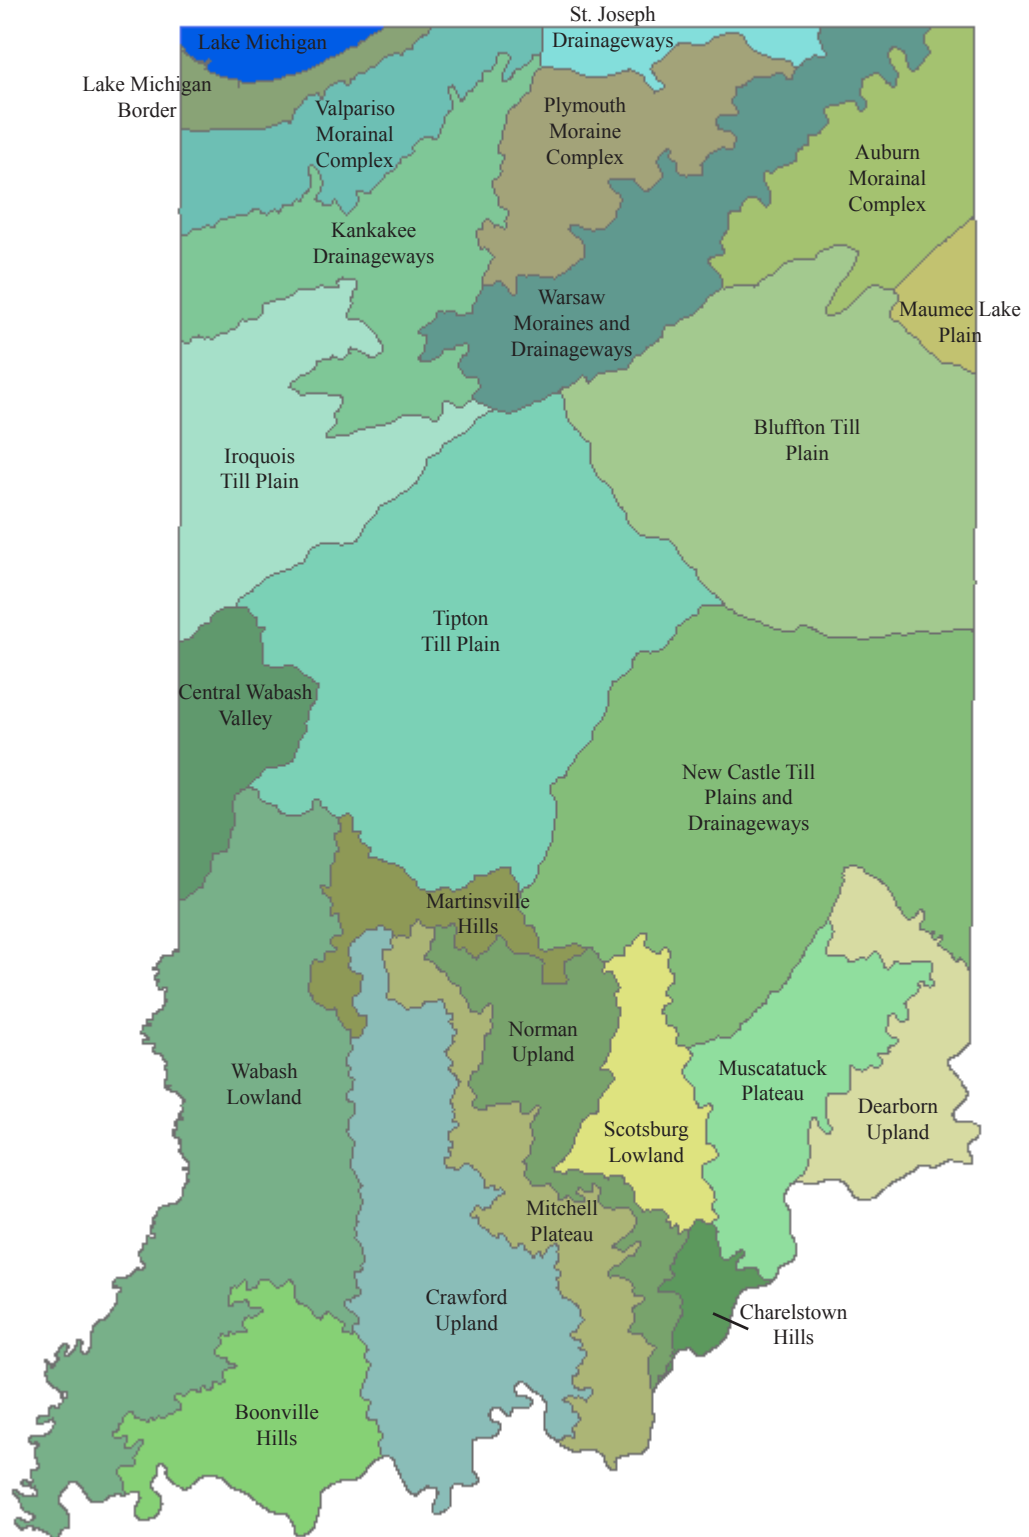 St. Joseph
Drainageways
Lake Michigan
Lake Michigan
Border
Valpariso
Morainal
Complex
Plymouth
Moraine
Complex
Auburn
Morainal
Complex
Kankakee
Drainageways
Warsaw
Moraines and
Drainageways
Maumee Lake
Plain
Bluffton Till
Plain
Iroquois
Till Plain
Tipton
Till Plain
Central Wabash
Valley
New Castle Till
Plains and
Drainageways
Martinsville
Hills
Norman
Upland
Wabash
Lowland
Muscatatuck
Plateau
Dearborn
Upland
Scotsburg
Lowland
Mitchell
Plateau
Crawford
Upland
Charelstown
Hills
Boonville
Hills